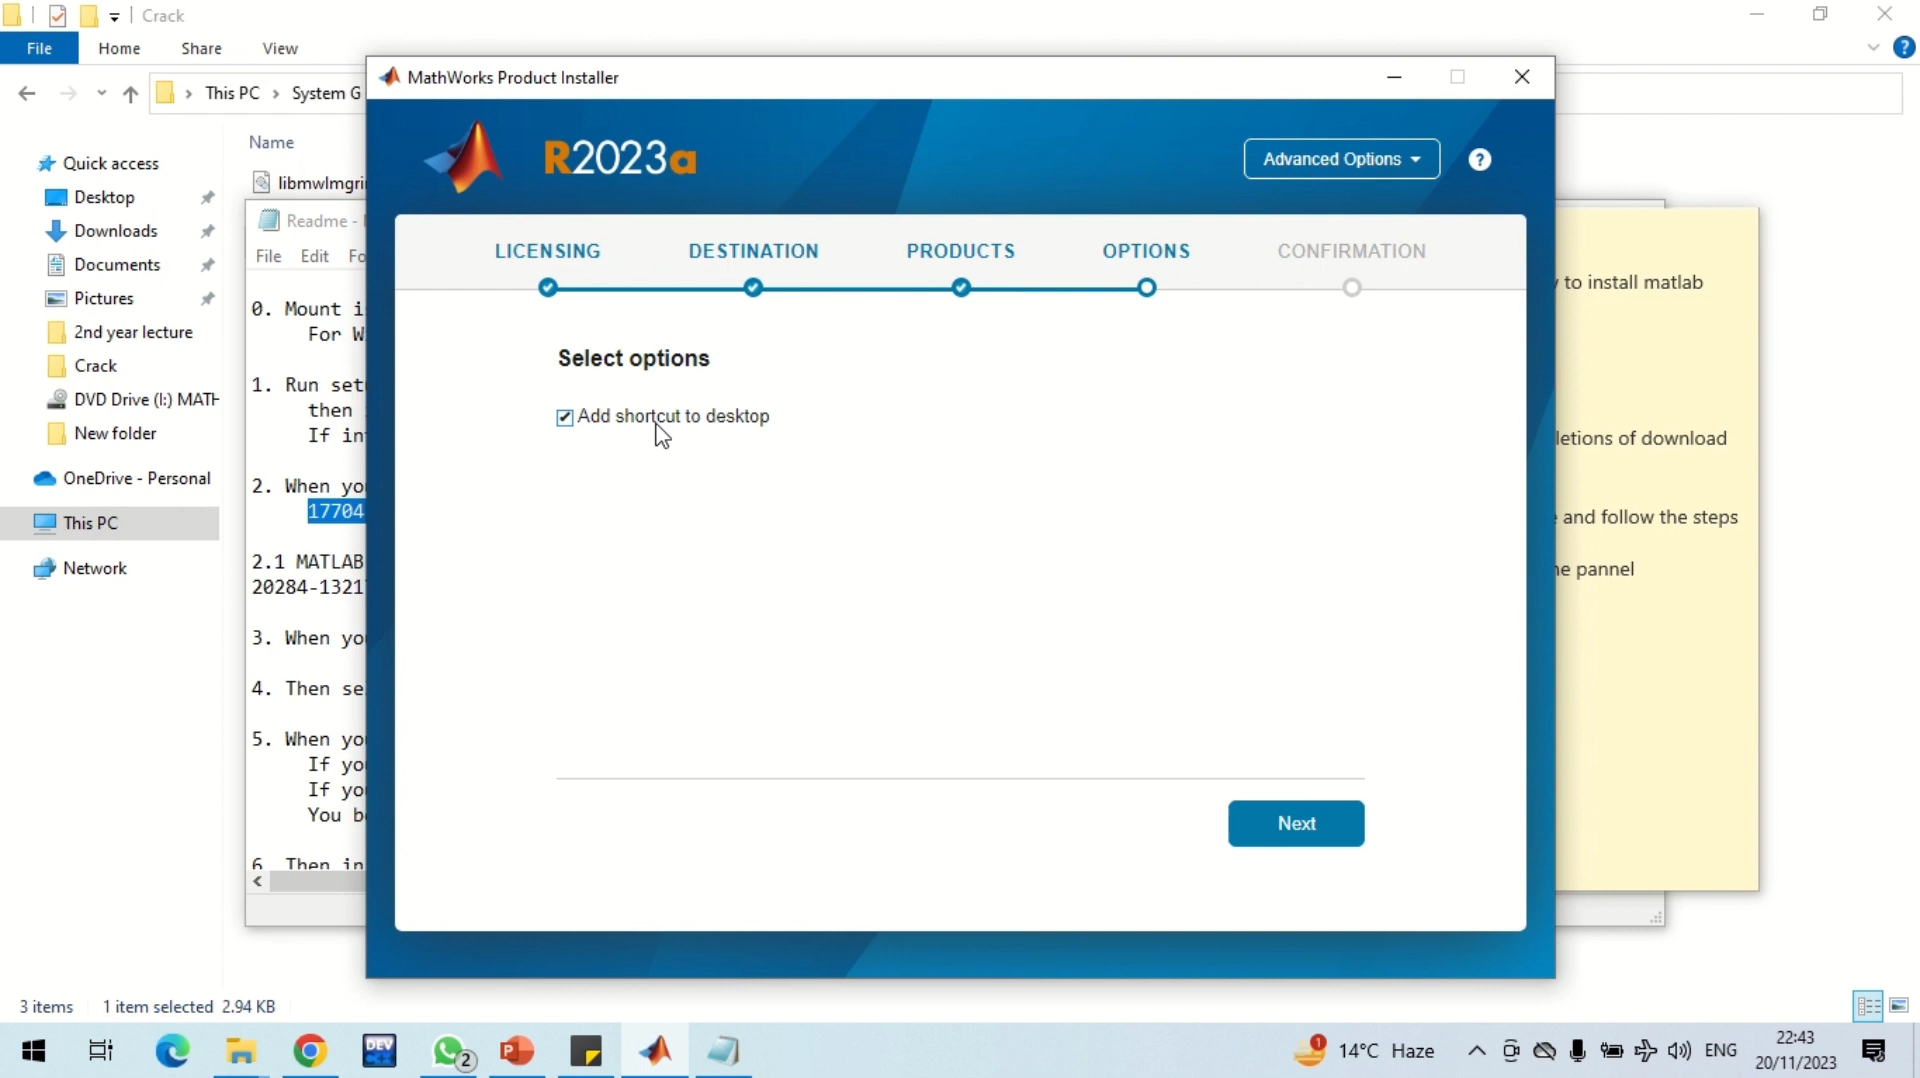 Crack
File
Home
Share
View
This PC
System G
Name
Quick access
Desktop
Downloads
Documents
Pictures
2nd year lecture
Crack
DVD Drive (I:) MATH
New folder
OneDrive - Personal
This PC
Network
libmwlmgri
Readme -
File Edit Fo
0. Mount i
For W
1. Run set
then
If in
2. When yo
17704
2.1 MATLAB
20284-1321
3. When yo
4. Then se
5. When yo
If yo
If yo
You b
6. Then in
MathWorks Product Installer
R2023a
Advanced Options
?
LICENSING
DESTINATION
PRODUCTS
OPTIONS
CONFIRMATION
Select options
Add shortcut to desktop
Next
to install matlab
letions of download
and follow the steps
pannel
3 items
1 item selected 2.94 KB
DEV
C++
2
1
14°C Haze
ENG
22:43
20/11/2023